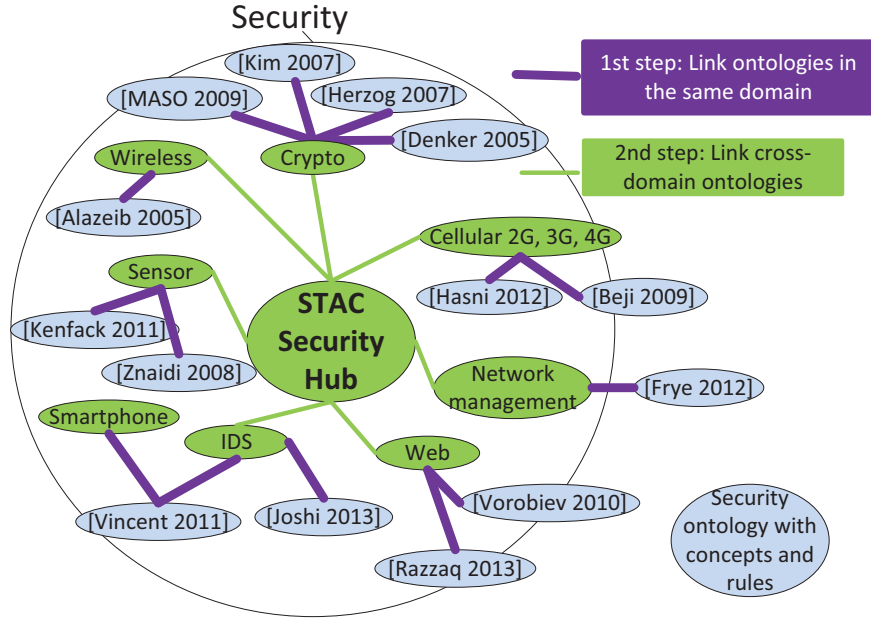 Security
[Kim 2007]
[MASO 2009]
[Herzog 2007]
[Denker 2005]
Wireless
Crypto
[Alazeib 2005]
1st step: Link ontologies in
the same domain
2nd step: Link cross-
domain ontologies
Cellular 2G, 3G, 4G
[Hasni 2012]
[Beji 2009]
Sensor
[Kenfack 2011]
[Znaidi 2008]
STAC
Security
Hub
Network
management
[Frye 2012]
Smartphone
IDS
Web
[Vincent 2011]
[Joshi 2013]
[Vorobiev 2010]
[Razzaq 2013]
Security
ontology with
concepts and
rules